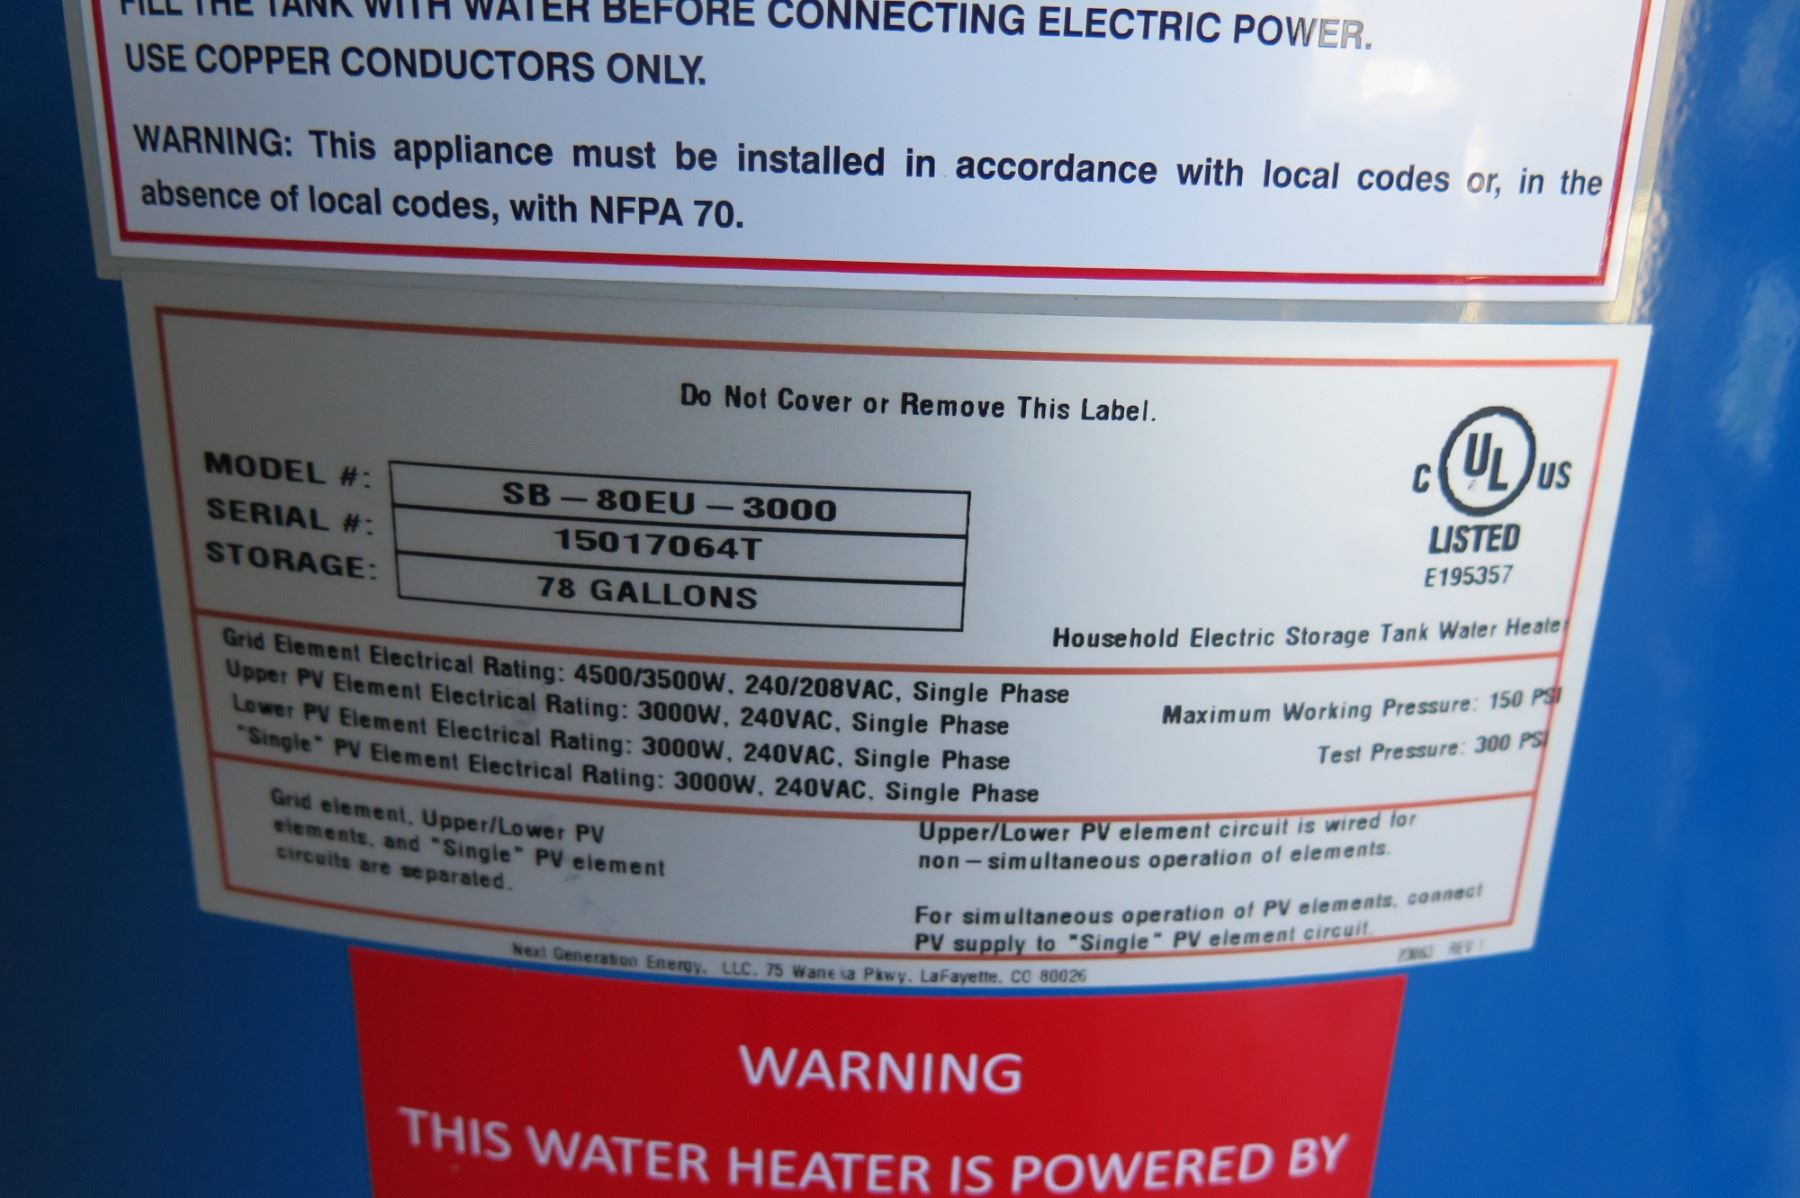 FILL THE TANK WITH WATER BEFORE CONNECTING ELECTRIC POWER.
USE COPPER CONDUCTORS ONLY.
WARNING: This appliance must be installed in accordance with local codes or, in the
absence of local codes, with NFPA 70.
Do Not Cover or Remove This Label.
MODEL #: SB-80EU-3000
SERIAL #: 15017064T
STORAGE: 78 GALLONS
C UL US
LISTED
E195357
Household Electric Storage Tank Water Heater
Grid Element Electrical Rating: 4500/3500W, 240/208VAC, Single Phase
Upper PV Element Electrical Rating: 3000W, 240VAC, Single Phase
Lower PV Element Electrical Rating: 3000W, 240VAC, Single Phase
"Single" PV Element Electrical Rating: 3000W, 240VAC, Single Phase
Maximum Working Pressure: 150 PSI
Test Pressure: 300 PSI
Grid element, Upper/Lower PV
elements, and "Single" PV element
circuits are separated.
Upper/Lower PV element circuit is wired for
non-simultaneous operation of elements.
For simultaneous operation of PV elements, connect
PV supply to "Single" PV element circuit.
Next Generation Energy, LLC. 75 Waneka Pkwy. LaFayette, CO 80026
REV 1
WARNING
THIS WATER HEATER IS POWERED BY